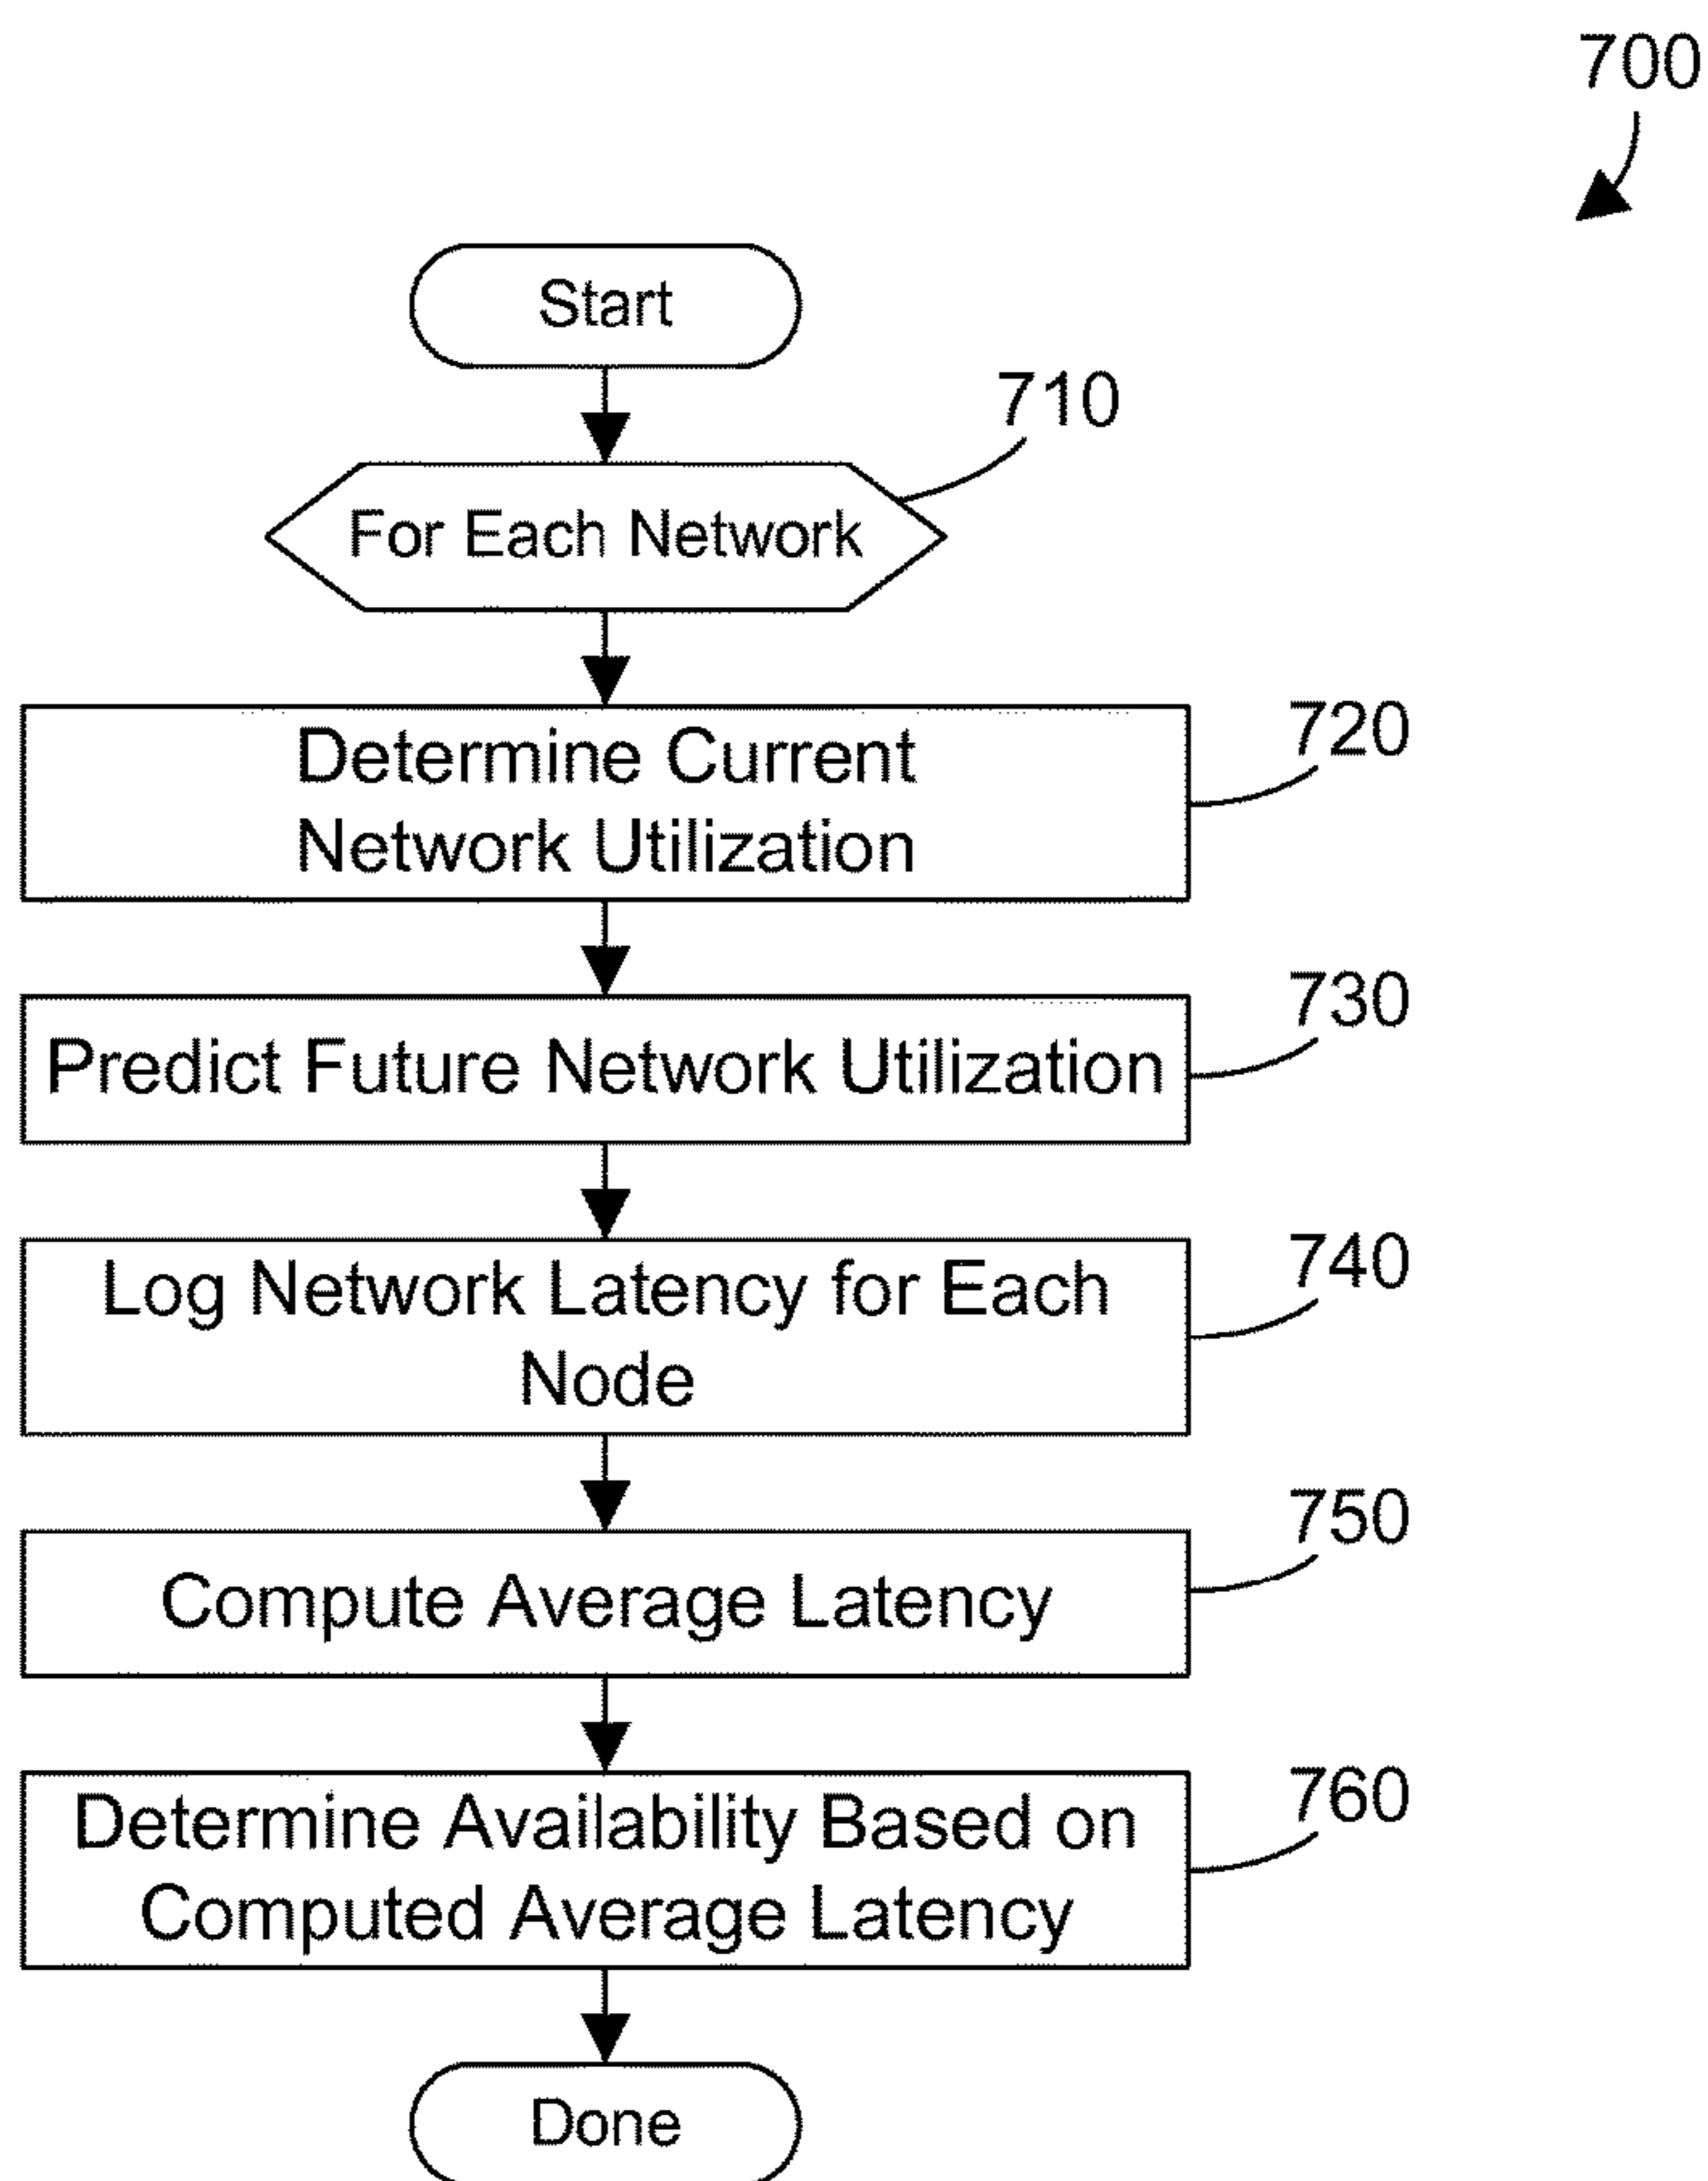 700
Start
710
For Each Network
720
Determine Current
Network Utilization
730
Predict Future Network Utilization
740
Log Network Latency for Each
Node
750
Compute Average Latency
760
Determine Availability Based on
Computed Average Latency
Done